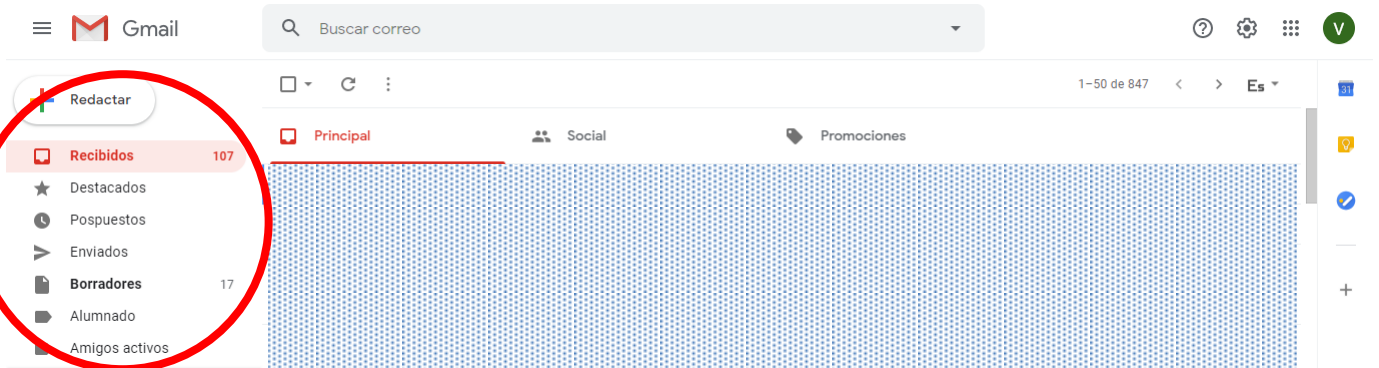 Gmail
Buscar correo
V
Redactar
1–50 de 847
Es
31
Principal
Social
Promociones
Recibidos 107
Destacados
Pospuestos
Enviados
Borradores 17
Alumnado
Amigos activos